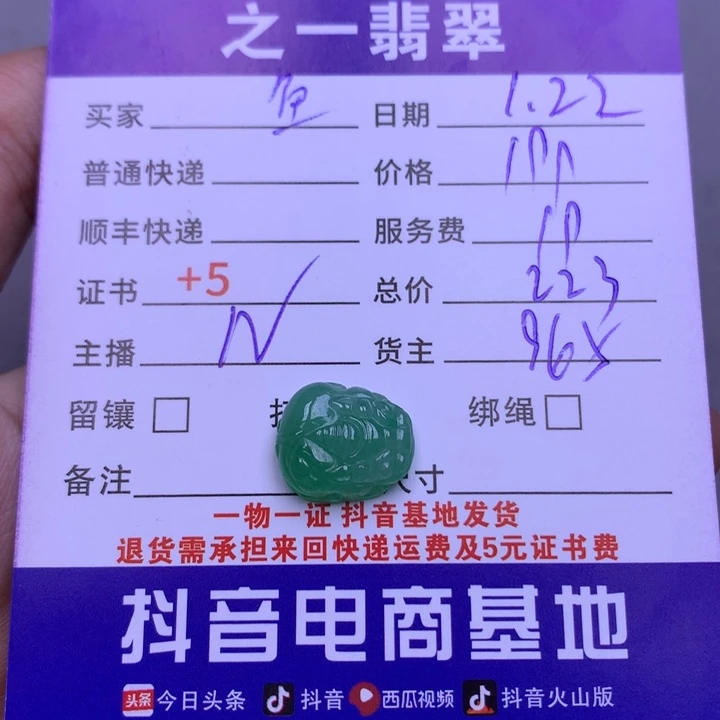 之一翡翠
买家 鱼 日期 1.22
普通快递 价格
顺丰快递 服务费
证书 +5 总价 223
主播 N 货主 965
留镶 绑绳
备注 寸
一物一证 抖音基地发货
退货需承担来回快递运费及5元证书费
抖音电商基地
头条 今日头条 抖音 西瓜视频 抖音火山版